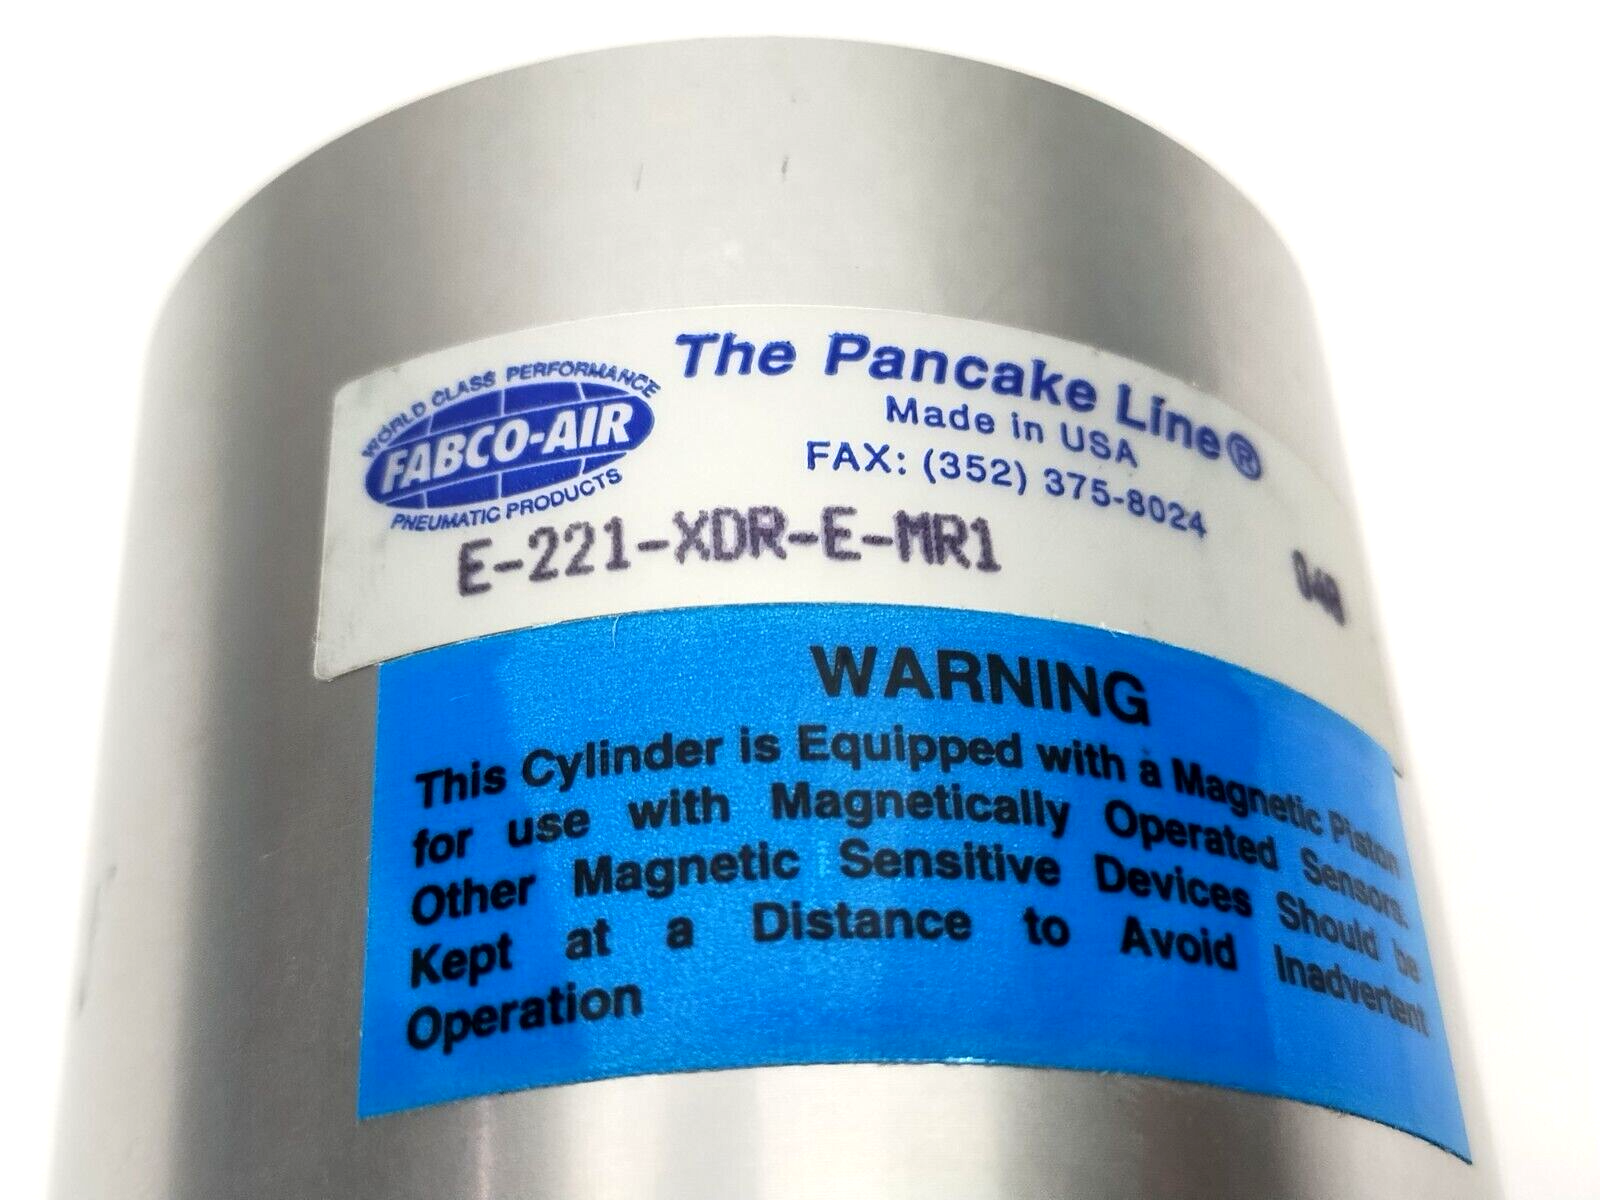 WORLD CLASS PERFORMANCE
FABCO-AIR
PNEUMATIC PRODUCTS
The Pancake Line®
Made in USA
FAX: (352) 375-8024
E-221-XDR-E-MR1
WARNING
This Cylinder is Equipped with a Magnetic Piston
for use with Magnetically Operated Sensors.
Other Magnetic Sensitive Devices Should be
Kept at a Distance to Avoid Inadvertent
Operation